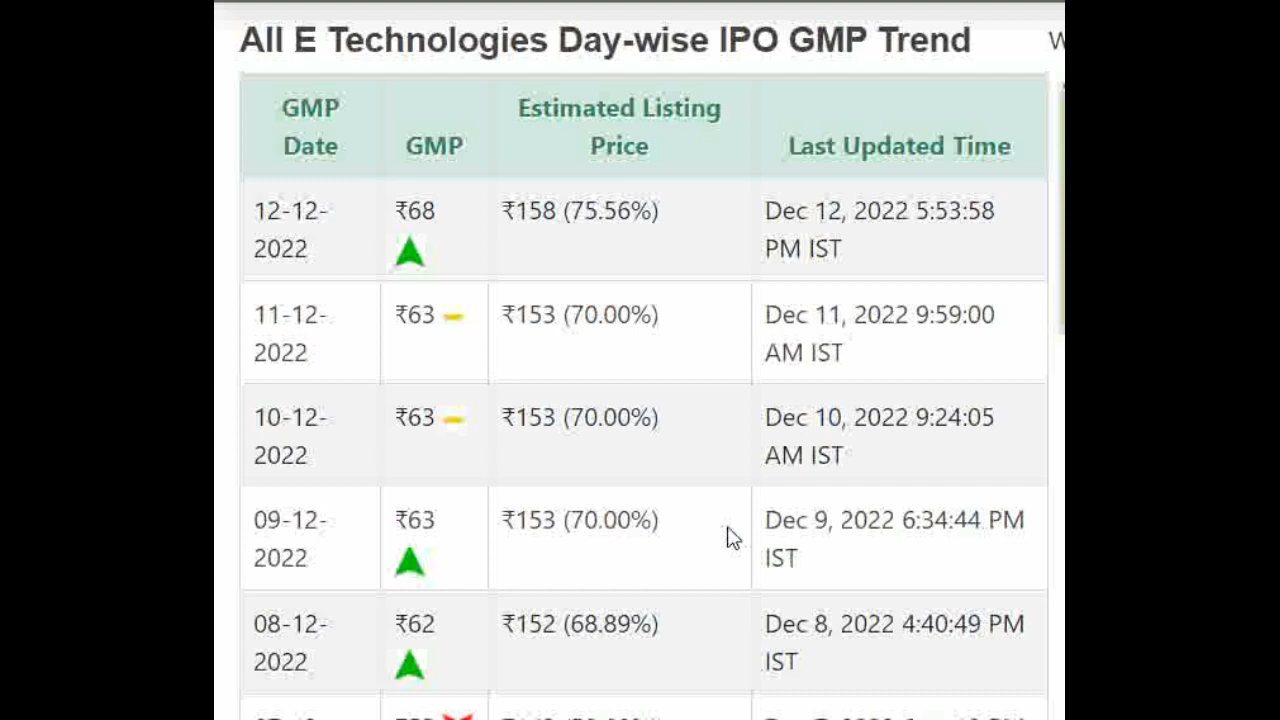 All E Technologies Day-wise IPO GMP Trend
GMP Date
GMP
Estimated Listing Price
Last Updated Time
12-12-2022
₹68
₹158 (75.56%)
Dec 12, 2022 5:53:58 PM IST
11-12-2022
₹63
₹153 (70.00%)
Dec 11, 2022 9:59:00 AM IST
10-12-2022
₹63
₹153 (70.00%)
Dec 10, 2022 9:24:05 AM IST
09-12-2022
₹63
₹153 (70.00%)
Dec 9, 2022 6:34:44 PM IST
08-12-2022
₹62
₹152 (68.89%)
Dec 8, 2022 4:40:49 PM IST